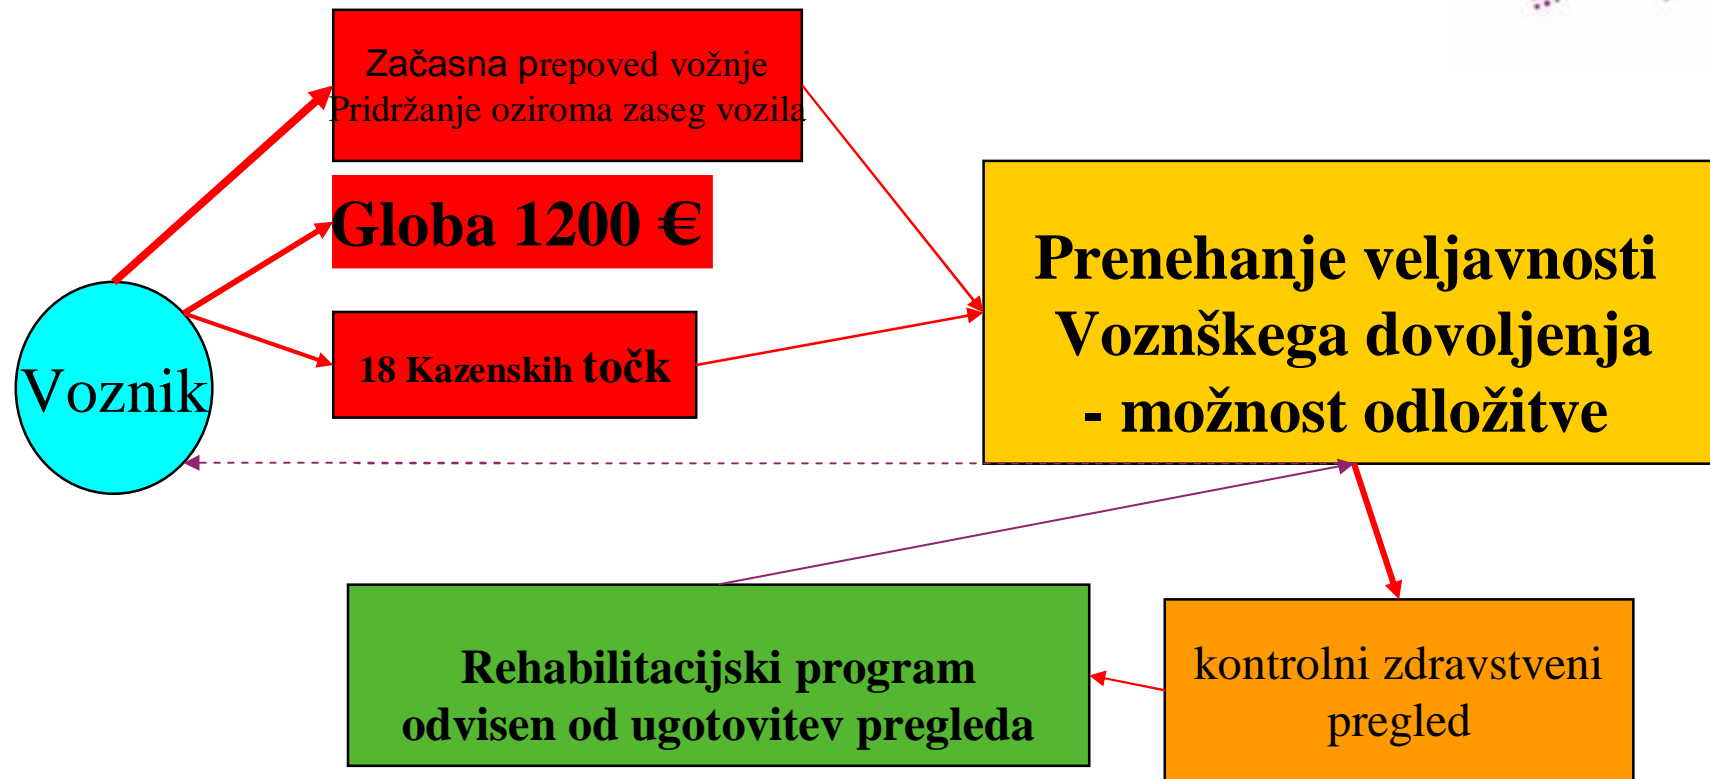 Začasna prepoved vožnje
Pridržanje oziroma zaseg vozila
Globa 1200 €
18 Kazenskih točk
Voznik
Prenehanje veljavnosti
Voznškega dovoljenja
- možnost odložitve
Rehabilitacijski program
odvisen od ugotovitev pregleda
kontrolni zdravstveni
pregled